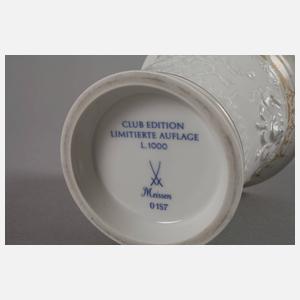 CLUB EDITION
LIMITIERTE AUFLAGE
L.1000
Meissen
0157